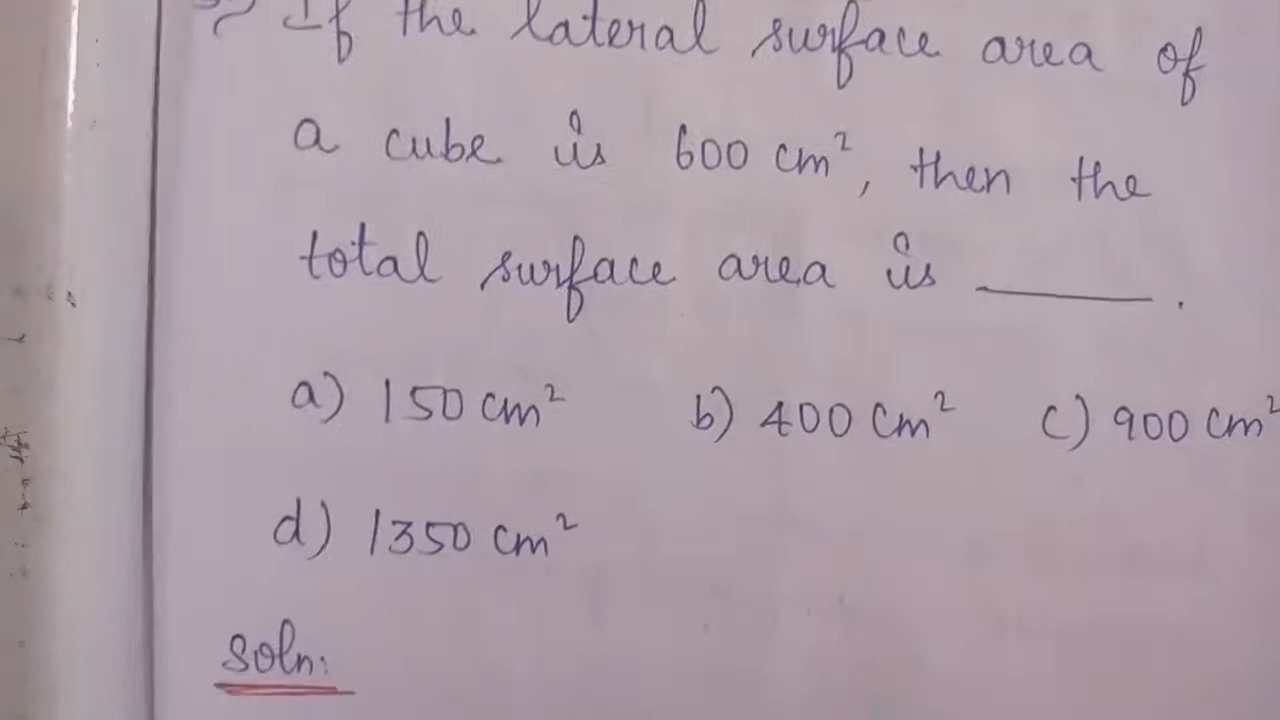 If the lateral surface area of
a cube is 600 cm², then the
total surface area is ______ .
a) 150 cm² b) 400 cm² c) 900 cm²
d) 1350 cm²
Soln: